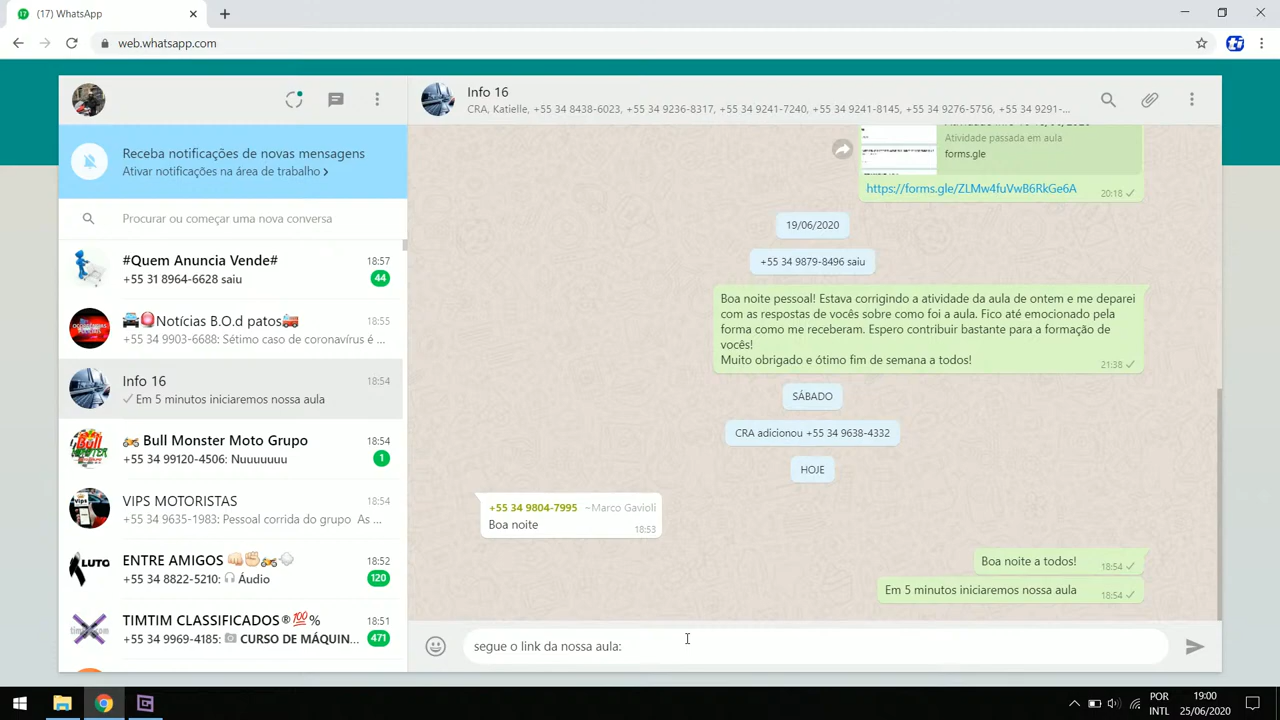 (17) WhatsApp
web.whatsapp.com
Info 16
CRA, Katielle, +55 34 8438-6023, +55 34 9236-8317, +55 34 9241-7240, +55 34 9241-8145, +55 34 9276-5756, +55 34 9291-...
Receba notificações de novas mensagens
Ativar notificações na área de trabalho >
Procurar ou começar uma nova conversa
#Quem Anuncia Vende# 18:57
+55 31 8964-6628 saiu 44
Notícias B.O.d patos 18:55
+55 34 9903-6688: Sétimo caso de coronavírus é ...
Info 16 18:54
Em 5 minutos iniciaremos nossa aula
Bull Monster Moto Grupo 18:54
+55 34 99120-4506: Nuuuuuuu 1
VIPS MOTORISTAS 18:54
+55 34 9635-1983: Pessoal corrida do grupo As ...
LUTO
ENTRE AMIGOS 18:52
+55 34 8822-5210: Áudio 120
TIMTIM CLASSIFICADOS® 💯% 18:51
+55 34 9969-4185: CURSO DE MÁQUIN... 471
Atividade passada em aula
forms.gle
https://forms.gle/ZLMw4fuVwB6RkGe6A 20:18
19/06/2020
+55 34 9879-8496 saiu
Boa noite pessoal! Estava corrigindo a atividade da aula de ontem e me deparei
com as respostas de vocês sobre como foi a aula. Fico até emocionado pela
forma como me receberam. Espero contribuir bastante para a formação de
vocês!
Muito obrigado e ótimo fim de semana a todos! 21:38
SÁBADO
CRA adicionou +55 34 9638-4332
HOJE
+55 34 9804-7995 ~Marco Gavioli
Boa noite 18:53
Boa noite a todos! 18:54
Em 5 minutos iniciaremos nossa aula 18:54
segue o link da nossa aula:
POR
INTL
19:00
25/06/2020